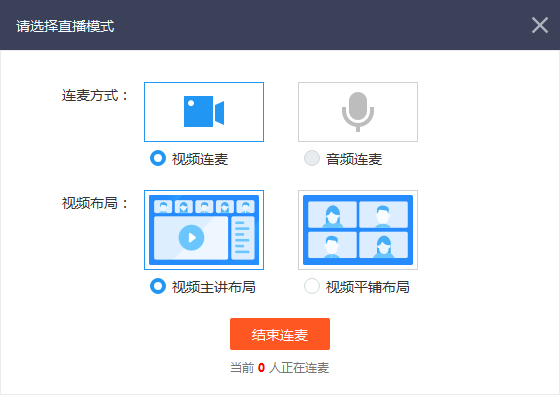 请选择直播模式
连麦方式：
视频连麦 音频连麦
视频布局：
视频主讲布局 视频平铺布局
结束连麦
当前 0 人正在连麦